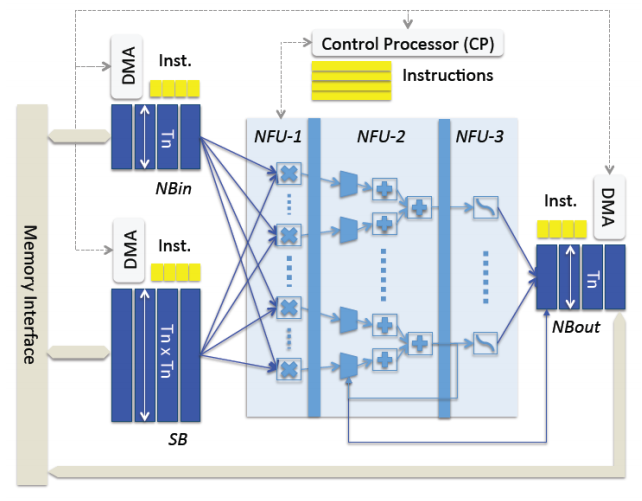 Control Processor (CP)
DMA
Inst.
Instructions
Tn
NBin
NFU-1
NFU-2
NFU-3
DMA
Inst.
DMA
Inst.
Tn
NBout
Memory Interface
Tn x Tn
SB